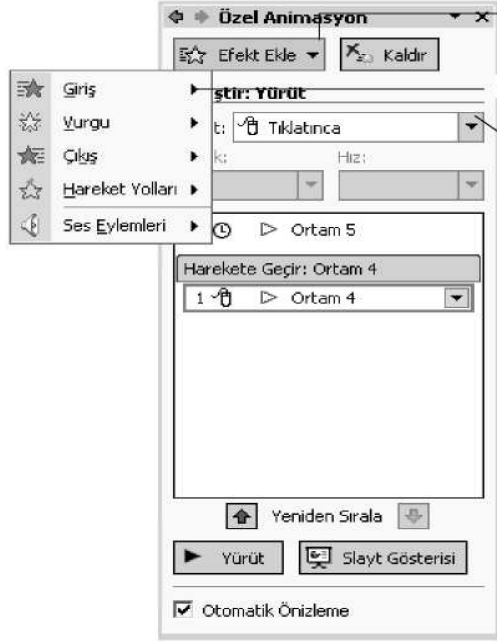 Özel Animasyon
Efekt Ekle
Kaldır
Giriş
Vurgu
Çıkış
Hareket Yolları
Ses Eylemleri
ştir: Yürüt
t:
Tıklatınca
k:
Hız:
Ortam 5
Harekete Geçir: Ortam 4
1
Ortam 4
Yeniden Sırala
Yürüt
Slayt Gösterisi
Otomatik Önizleme